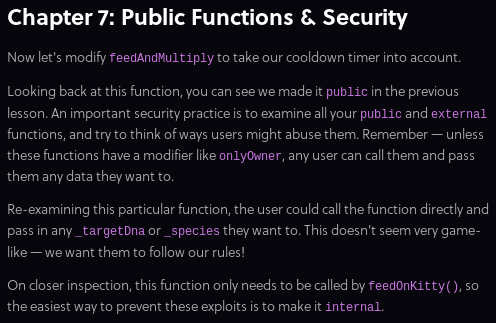 Chapter 7: Public Functions & Security
Now let's modify feedAndMultiply to take our cooldown timer into account.
Looking back at this function, you can see we made it public in the previous
lesson. An important security practice is to examine all your public and external
functions, and try to think of ways users might abuse them. Remember — unless
these functions have a modifier like onlyOwner, any user can call them and pass
them any data they want to.
Re-examining this particular function, the user could call the function directly and
pass in any _targetDna or _species they want to. This doesn't seem very game-
like — we want them to follow our rules!
On closer inspection, this function only needs to be called by feedOnKitty(), so
the easiest way to prevent these exploits is to make it internal.